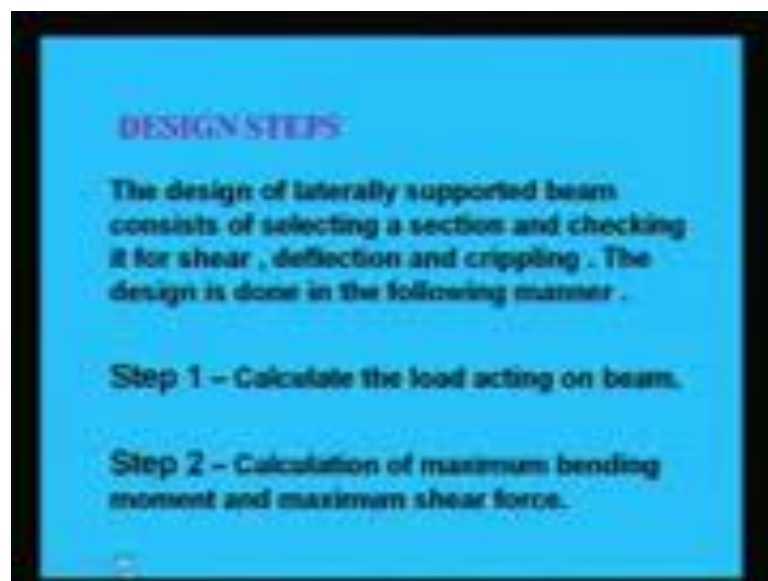 DESIGN STEPS
The design of laterally supported beam
consists of selecting a section and checking
it for shear , deflection and crippling . The
design is done in the following manner .
Step 1 – Calculate the load acting on beam.
Step 2 – Calculation of maximum bending
moment and maximum shear force.